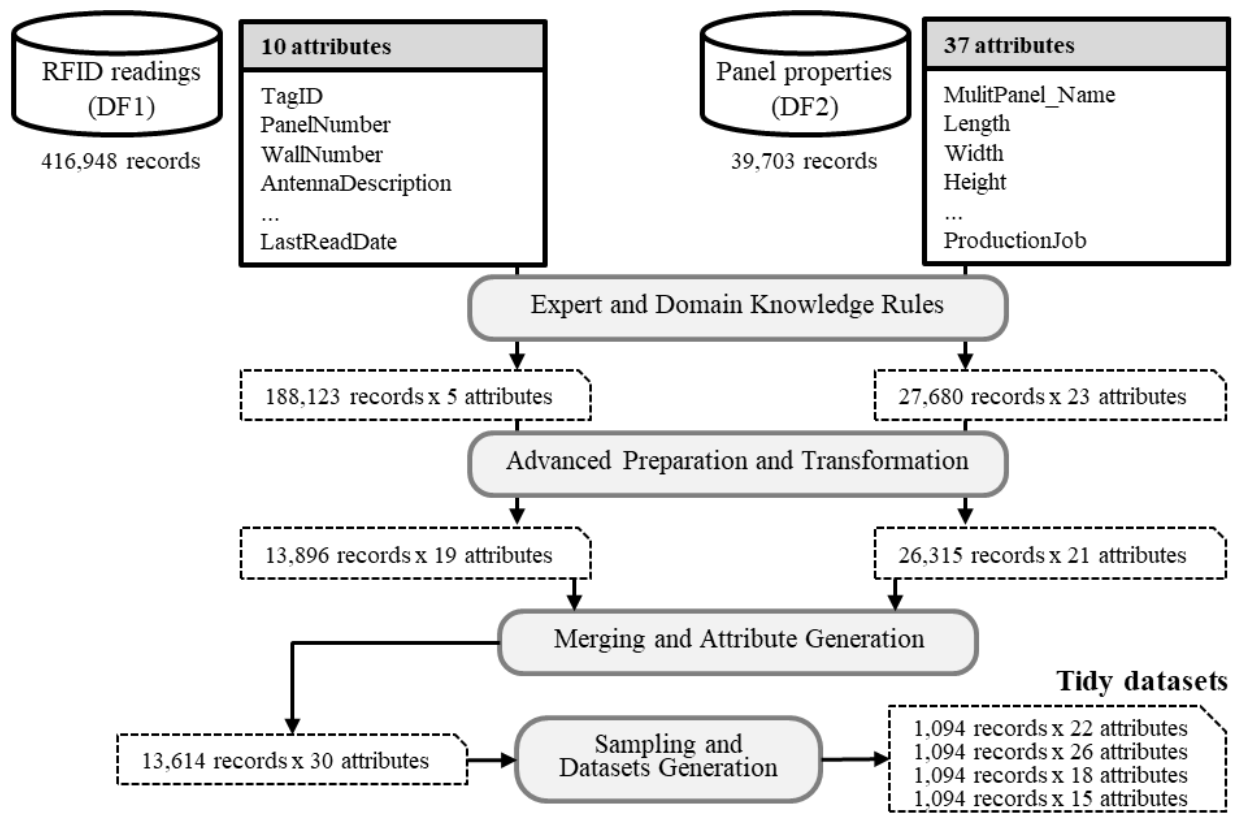 RFID readings
(DF1)
416,948 records
10 attributes
TagID
PanelNumber
WallNumber
AntennaDescription
...
LastReadDate
Panel properties
(DF2)
39,703 records
37 attributes
MulitPanel_Name
Length
Width
Height
...
ProductionJob
Expert and Domain Knowledge Rules
188,123 records x 5 attributes
27,680 records x 23 attributes
Advanced Preparation and Transformation
13,896 records x 19 attributes
26,315 records x 21 attributes
Merging and Attribute Generation
13,614 records x 30 attributes
Sampling and
Datasets Generation
Tidy datasets
1,094 records x 22 attributes
1,094 records x 26 attributes
1,094 records x 18 attributes
1,094 records x 15 attributes